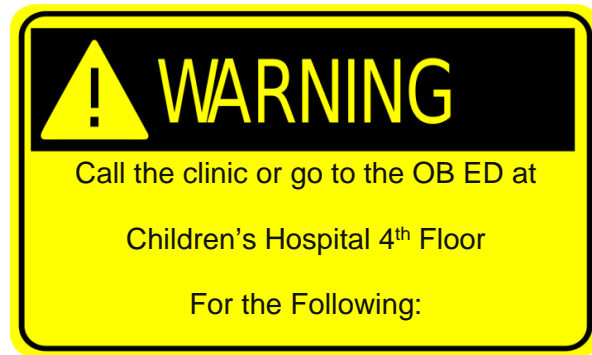 WARNING
Call the clinic or go to the OB ED at
Children’s Hospital 4th Floor
For the Following: